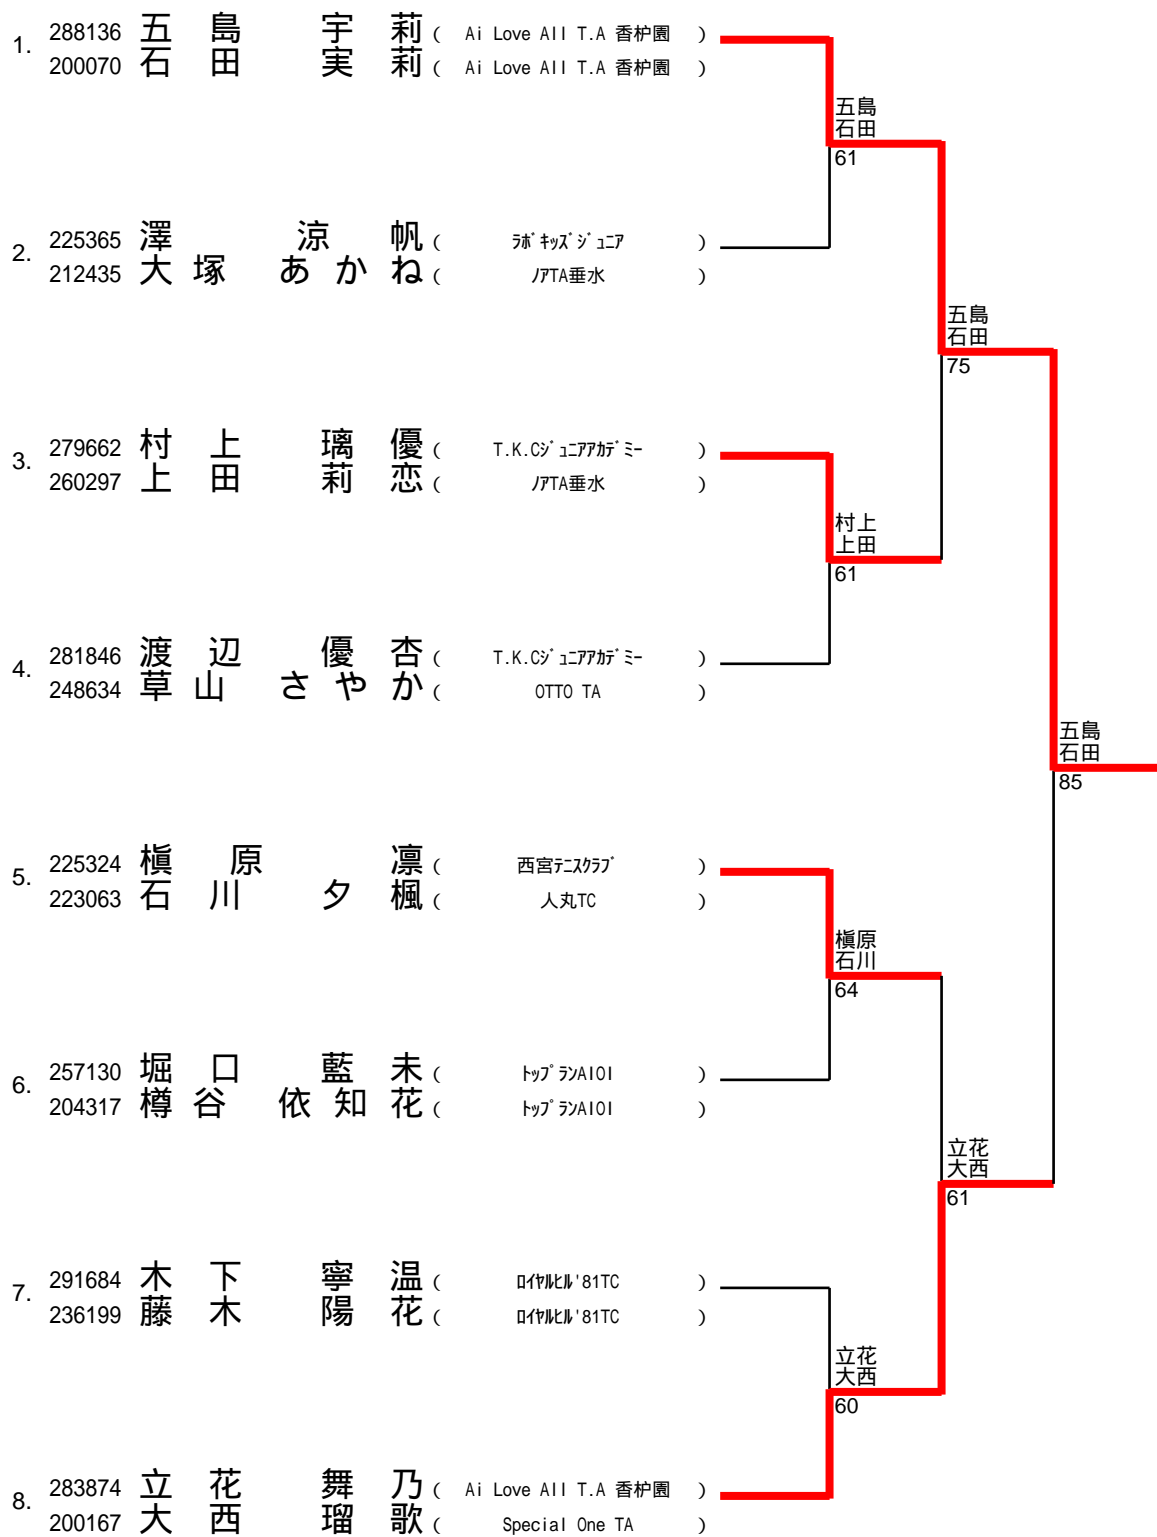 1. 288136 五島 宇莉 ( Ai Love All T.A 香枦園 )
200070 石田 実莉 ( Ai Love All T.A 香枦園 )
五島
石田
61
2. 225365 澤 涼帆 ( ﾗﾎﾞｷｯｽﾞｼﾞｭﾆｱ )
212435 大塚 あかね ( ﾉｱTA垂水 )
五島
石田
75
3. 279662 村上 璃優 ( T.K.Cｼﾞｭﾆｱｱｶﾃﾞﾐｰ )
260297 上田 莉恋 ( ﾉｱTA垂水 )
村上
上田
61
4. 281846 渡辺 優杏 ( T.K.Cｼﾞｭﾆｱｱｶﾃﾞﾐｰ )
248634 草山 さやか ( OTTO TA )
五島
石田
85
5. 225324 槇原 凛 ( 西宮ﾃﾆｽｸﾗﾌﾞ )
223063 石川 夕楓 ( 人丸TC )
槇原
石川
64
6. 257130 堀口 藍未 ( ﾄｯﾌﾟﾗﾝAIOI )
204317 樽谷 依知花 ( ﾄｯﾌﾟﾗﾝAIOI )
立花
大西
61
7. 291684 木下 寧温 ( ﾛｲﾔﾙﾋﾙ'81TC )
236199 藤木 陽花 ( ﾛｲﾔﾙﾋﾙ'81TC )
立花
大西
60
8. 283874 立花 舞乃 ( Ai Love All T.A 香枦園 )
200167 大西 瑠歌 ( Special One TA )